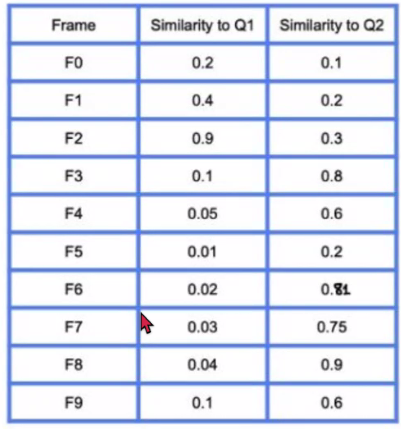 Frame Similarity to Q1 Similarity to Q2
F0 0.2 0.1
F1 0.4 0.2
F2 0.9 0.3
F3 0.1 0.8
F4 0.05 0.6
F5 0.01 0.2
F6 0.02
F7 0.03 0.75
F8 0.04 0.9
F9 0.1 0.6